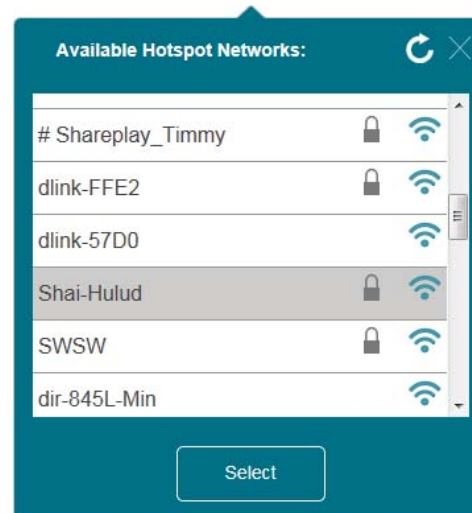 Available Hotspot Networks:
# Shareplay_Timmy
dlink-FFE2
dlink-57D0
Shai-Hulud
SWSW
dir-845L-Min
Select